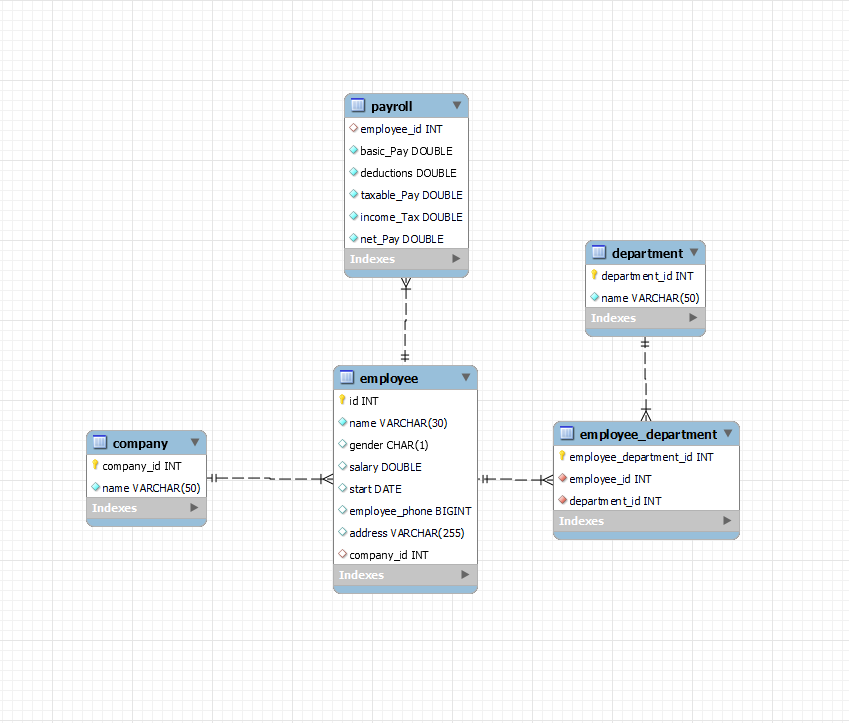 payroll
employee_id INT
basic_Pay DOUBLE
deductions DOUBLE
taxable_Pay DOUBLE
income_Tax DOUBLE
net_Pay DOUBLE
Indexes
department
department_id INT
name VARCHAR(50)
Indexes
employee
id INT
name VARCHAR(30)
gender CHAR(1)
salary DOUBLE
start DATE
employee_phone BIGINT
address VARCHAR(255)
company_id INT
Indexes
company
company_id INT
name VARCHAR(50)
Indexes
employee_department
employee_department_id INT
employee_id INT
department_id INT
Indexes